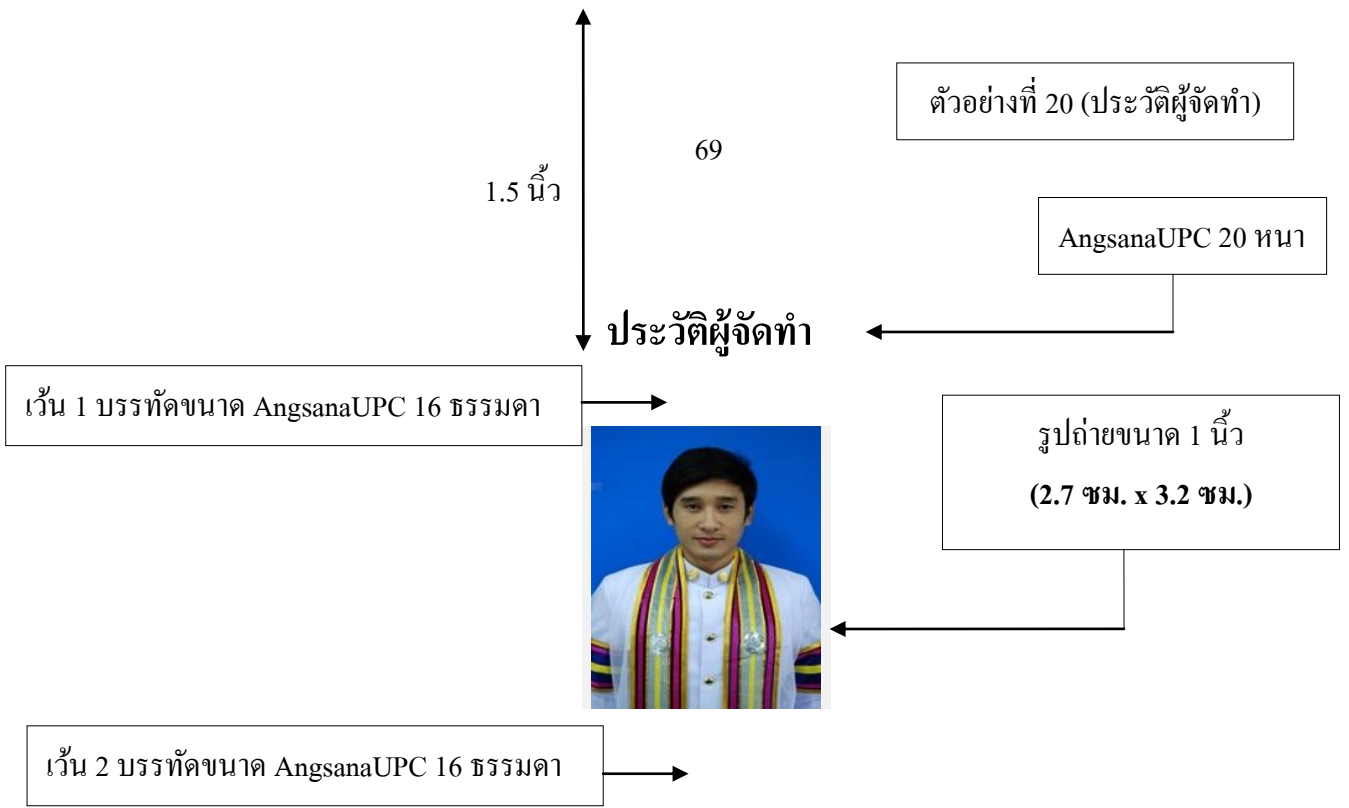 ตัวอย่างที่ 20 (ประวัติผู้จัดทำ)
69
1.5 นิ้ว
AngsanaUPC 20 หนา
ประวัติผู้จัดทำ
เว้น 1 บรรทัดขนาด AngsanaUPC 16 ธรรมดา
รูปถ่ายขนาด 1 นิ้ว
(2.7 ซม. x 3.2 ซม.)
เว้น 2 บรรทัดขนาด AngsanaUPC 16 ธรรมดา